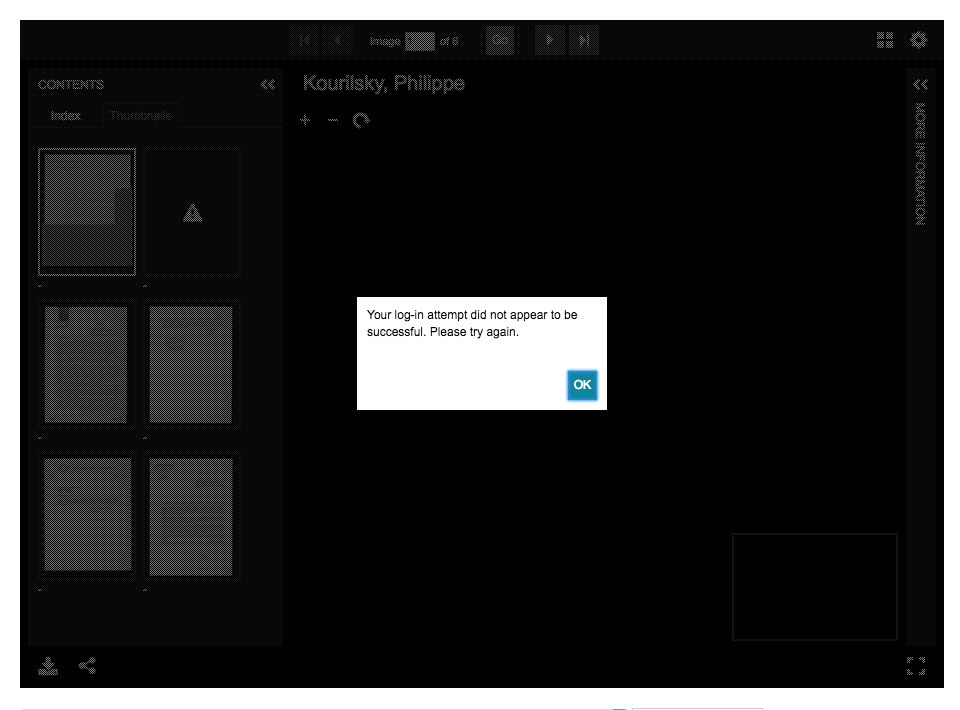 Image of 6 Go
CONTENTS
Index Thumbnails
Kourilsky, Philippe
MORE INFORMATION
Your log-in attempt did not appear to be
successful. Please try again.
OK